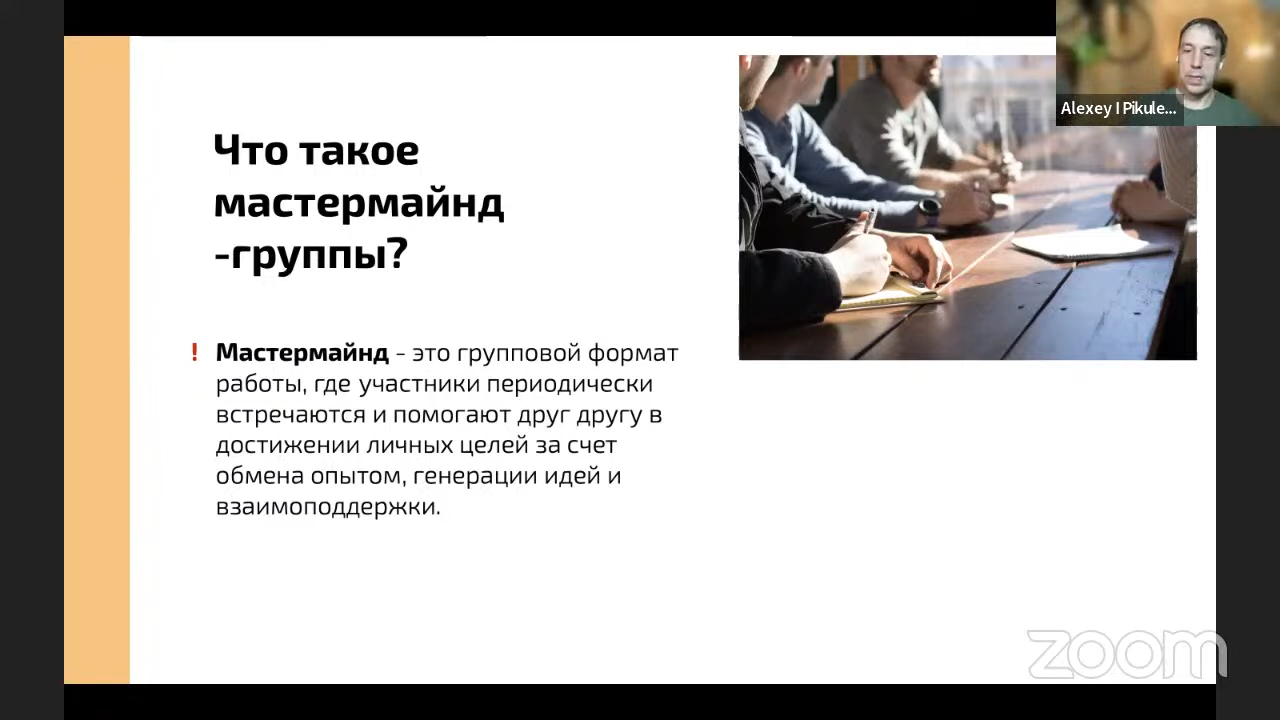 Что такое
мастермайнд
-группы?
! Мастермайнд - это групповой формат
работы, где участники периодически
встречаются и помогают друг другу в
достижении личных целей за счет
обмена опытом, генерации идей и
взаимоподдержки.
Alexey I Pikule...
zoom